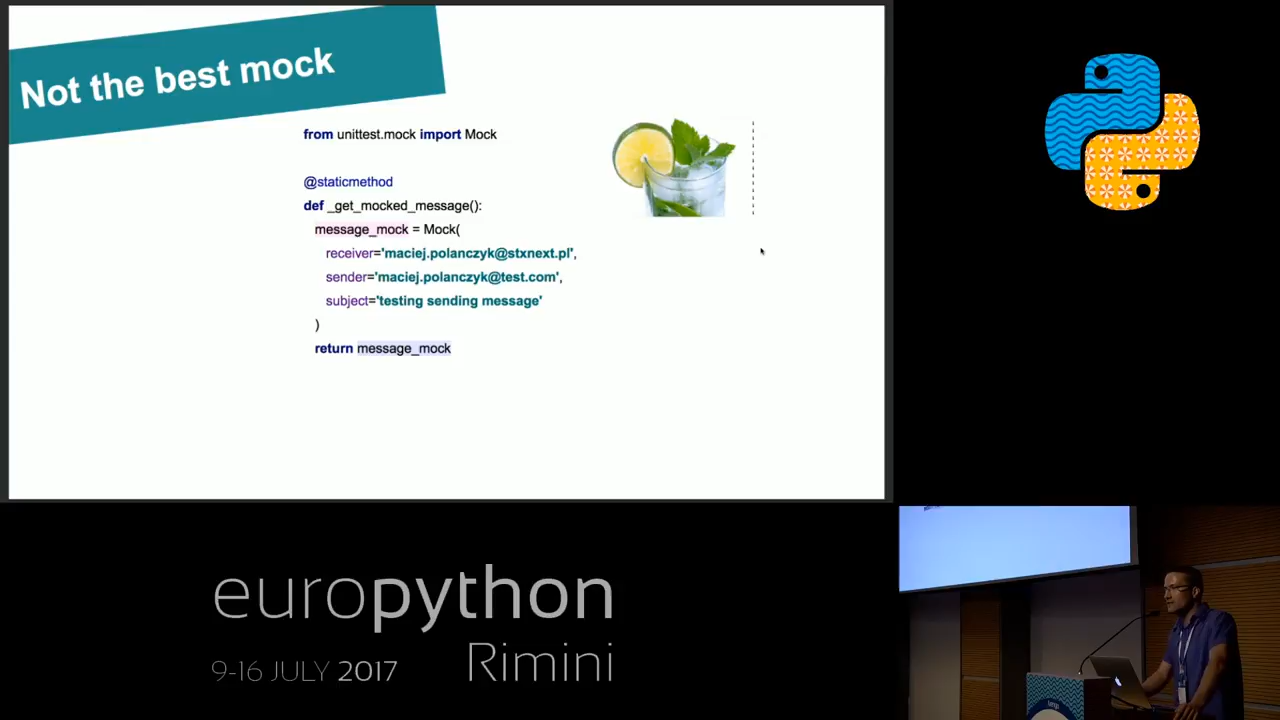 Not the best mock
from unittest.mock import Mock
@staticmethod
def _get_mocked_message():
message_mock = Mock(
receiver='maciej.polanczyk@stxnext.pl',
sender='maciej.polanczyk@test.com',
subject='testing sending message'
)
return message_mock
europython
9-16 JULY 2017
Rimini